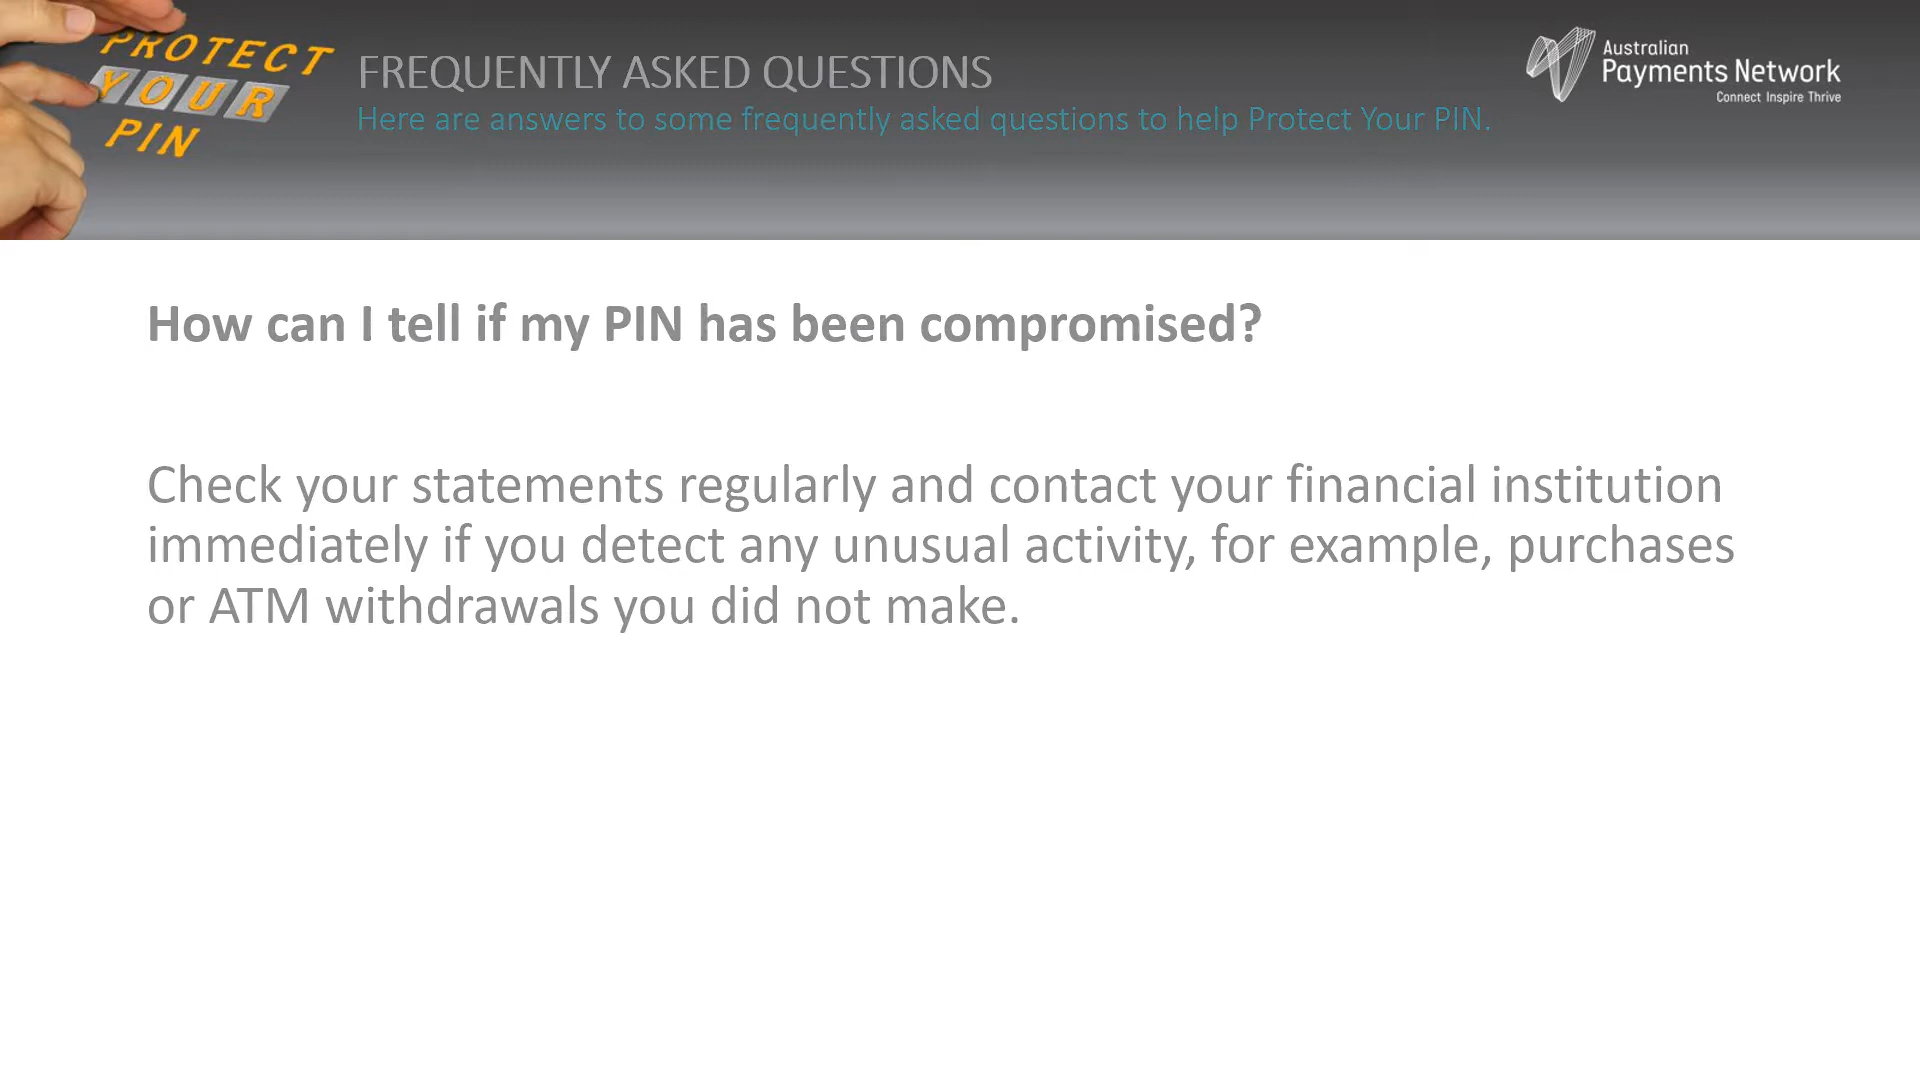 PROTECT
YOUR
PIN
FREQUENTLY ASKED QUESTIONS
Here are answers to some frequently asked questions to help Protect Your PIN.
Australian
Payments Network
Connect Inspire Thrive
How can I tell if my PIN has been compromised?
Check your statements regularly and contact your financial institution
immediately if you detect any unusual activity, for example, purchases
or ATM withdrawals you did not make.